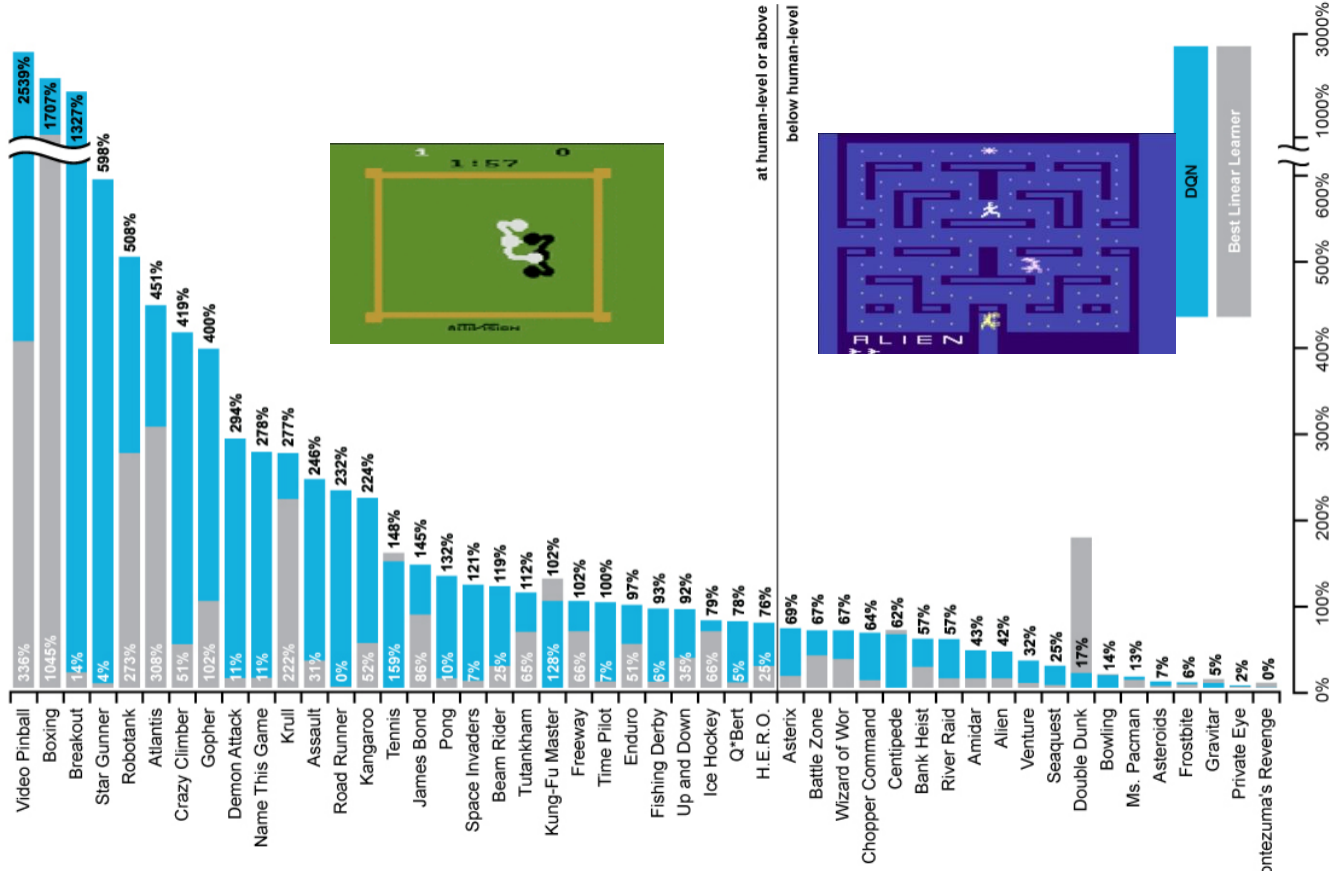 2539%
1707%
1327%
598%
508%
451%
419%
400%
294%
278%
277%
246%
232%
224%
148%
145%
132%
121%
119%
112%
102%
102%
100%
97%
93%
92%
79%
78%
76%
69%
67%
67%
64%
62%
57%
57%
43%
42%
32%
25%
17%
14%
13%
7%
6%
5%
2%
0%
336%
1045%
14%
4%
273%
308%
51%
102%
11%
11%
222%
31%
0%
52%
159%
86%
10%
7%
25%
65%
128%
66%
7%
51%
6%
35%
66%
5%
25%
Video Pinball
Boxing
Breakout
Star Gunner
Robotank
Atlantis
Crazy Climber
Gopher
Demon Attack
Name This Game
Krull
Assault
Road Runner
Kangaroo
Tennis
James Bond
Pong
Space Invaders
Beam Rider
Tutankham
Kung-Fu Master
Freeway
Time Pilot
Enduro
Fishing Derby
Up and Down
Ice Hockey
Q*Bert
H.E.R.O.
Asterix
Battle Zone
Wizard of Wor
Chopper Command
Centipede
Bank Heist
River Raid
Amidar
Alien
Venture
Seaquest
Double Dunk
Bowling
Ms. Pacman
Asteroids
Frostbite
Gravitar
Private Eye
ontezuma's Revenge
at human-level or above
below human-level
1 0
1:57
ACTIVISION
ALIEN
DQN
Best Linear Learner
3000%
1000%
600%
500%
400%
300%
200%
100%
0%